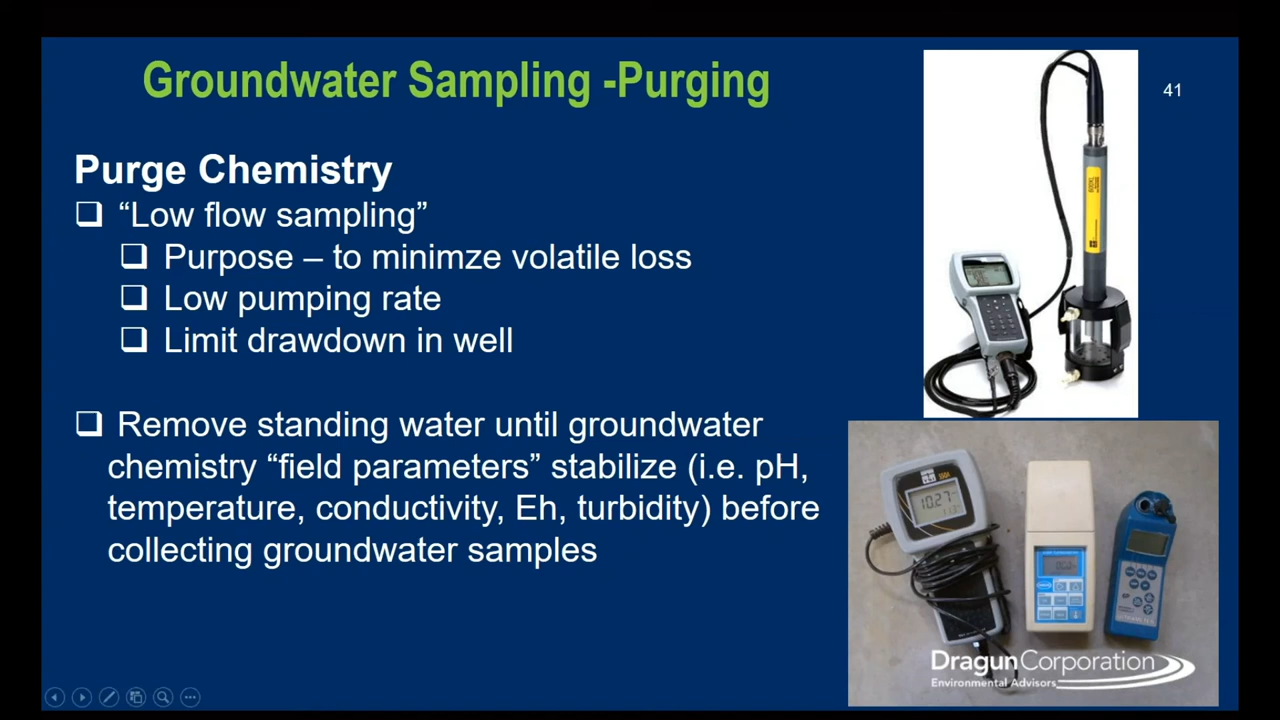 Groundwater Sampling -Purging
41
Purge Chemistry
❑ “Low flow sampling”
❑ Purpose – to minimze volatile loss
❑ Low pumping rate
❑ Limit drawdown in well
❑ Remove standing water until groundwater
chemistry “field parameters” stabilize (i.e. pH,
temperature, conductivity, Eh, turbidity) before
collecting groundwater samples
10.27
DragunCorporation
Environmental Advisors